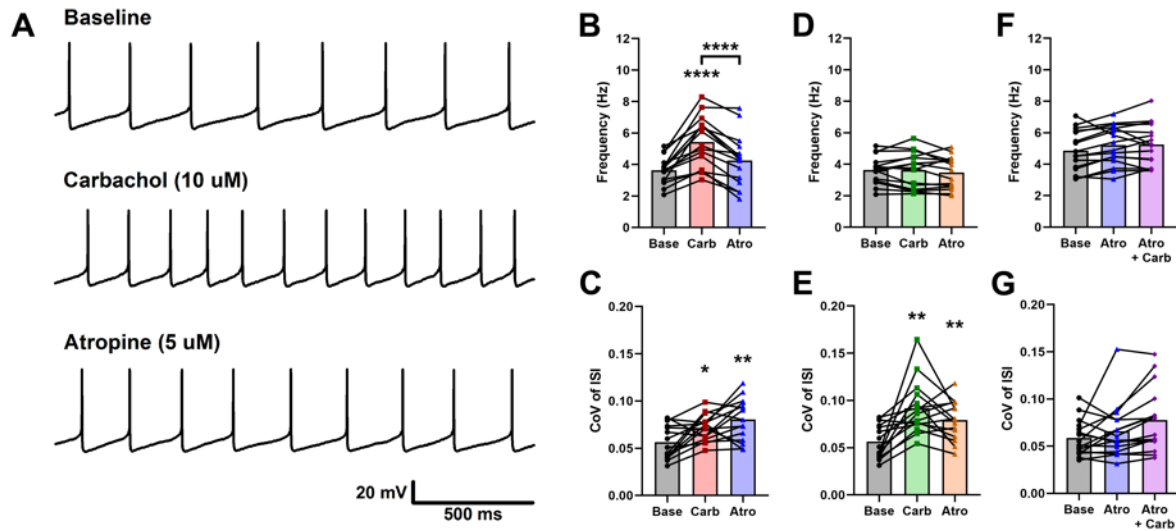 A
Baseline
Carbachol (10 uM)
Atropine (5 uM)
20 mV
500 ms
B
Frequency (Hz)
12
10
8
6
4
2
0
****
****
Base Carb Atro
C
CoV of ISI
0.20
0.15
0.10
0.05
0.00
*
**
Base Carb Atro
D
Frequency (Hz)
12
10
8
6
4
2
0
Base Carb Atro
E
CoV of ISI
0.20
0.15
0.10
0.05
0.00
**
**
Base Carb Atro
F
Frequency (Hz)
12
10
8
6
4
2
0
Base Atro Atro
+ Carb
G
CoV of ISI
0.20
0.15
0.10
0.05
0.00
Base Atro Atro
+ Carb